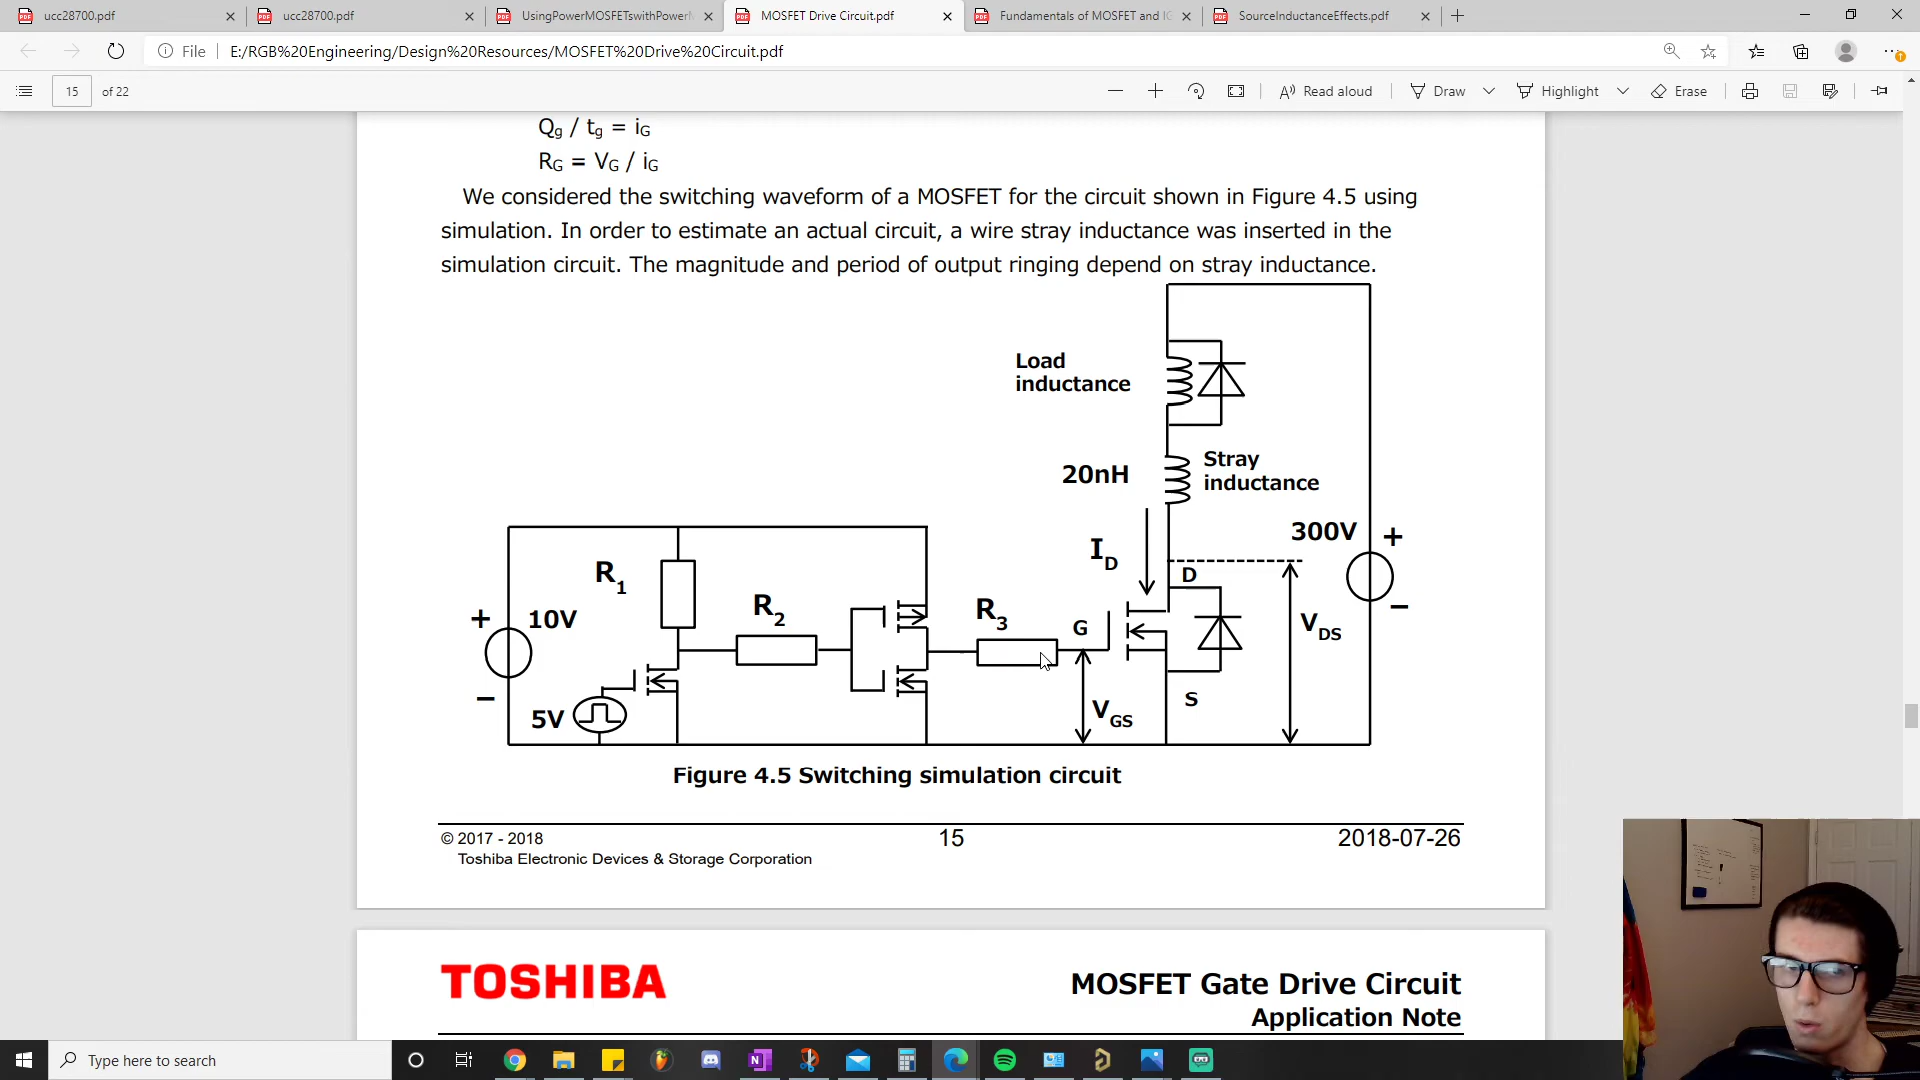 ucc28700.pdf
ucc28700.pdf
UsingPowerMOSFETswithPowerM
MOSFET Drive Circuit.pdf
Fundamentals of MOSFET and IG
SourceInductanceEffects.pdf
File
E:/RGB%20Engineering/Design%20Resources/MOSFET%20Drive%20Circuit.pdf
15 of 22
Read aloud
Draw
Highlight
Erase
Qg / tg = iG
RG = VG / iG
We considered the switching waveform of a MOSFET for the circuit shown in Figure 4.5 using
simulation. In order to estimate an actual circuit, a wire stray inductance was inserted in the
simulation circuit. The magnitude and period of output ringing depend on stray inductance.
Load
inductance
20nH
Stray
inductance
300V
+
−
ID
D
R1
R2
R3
G
VDS
+
10V
−
5V
VGS
S
Figure 4.5 Switching simulation circuit
© 2017 - 2018
Toshiba Electronic Devices & Storage Corporation
15
2018-07-26
TOSHIBA
MOSFET Gate Drive Circuit
Application Note
Type here to search